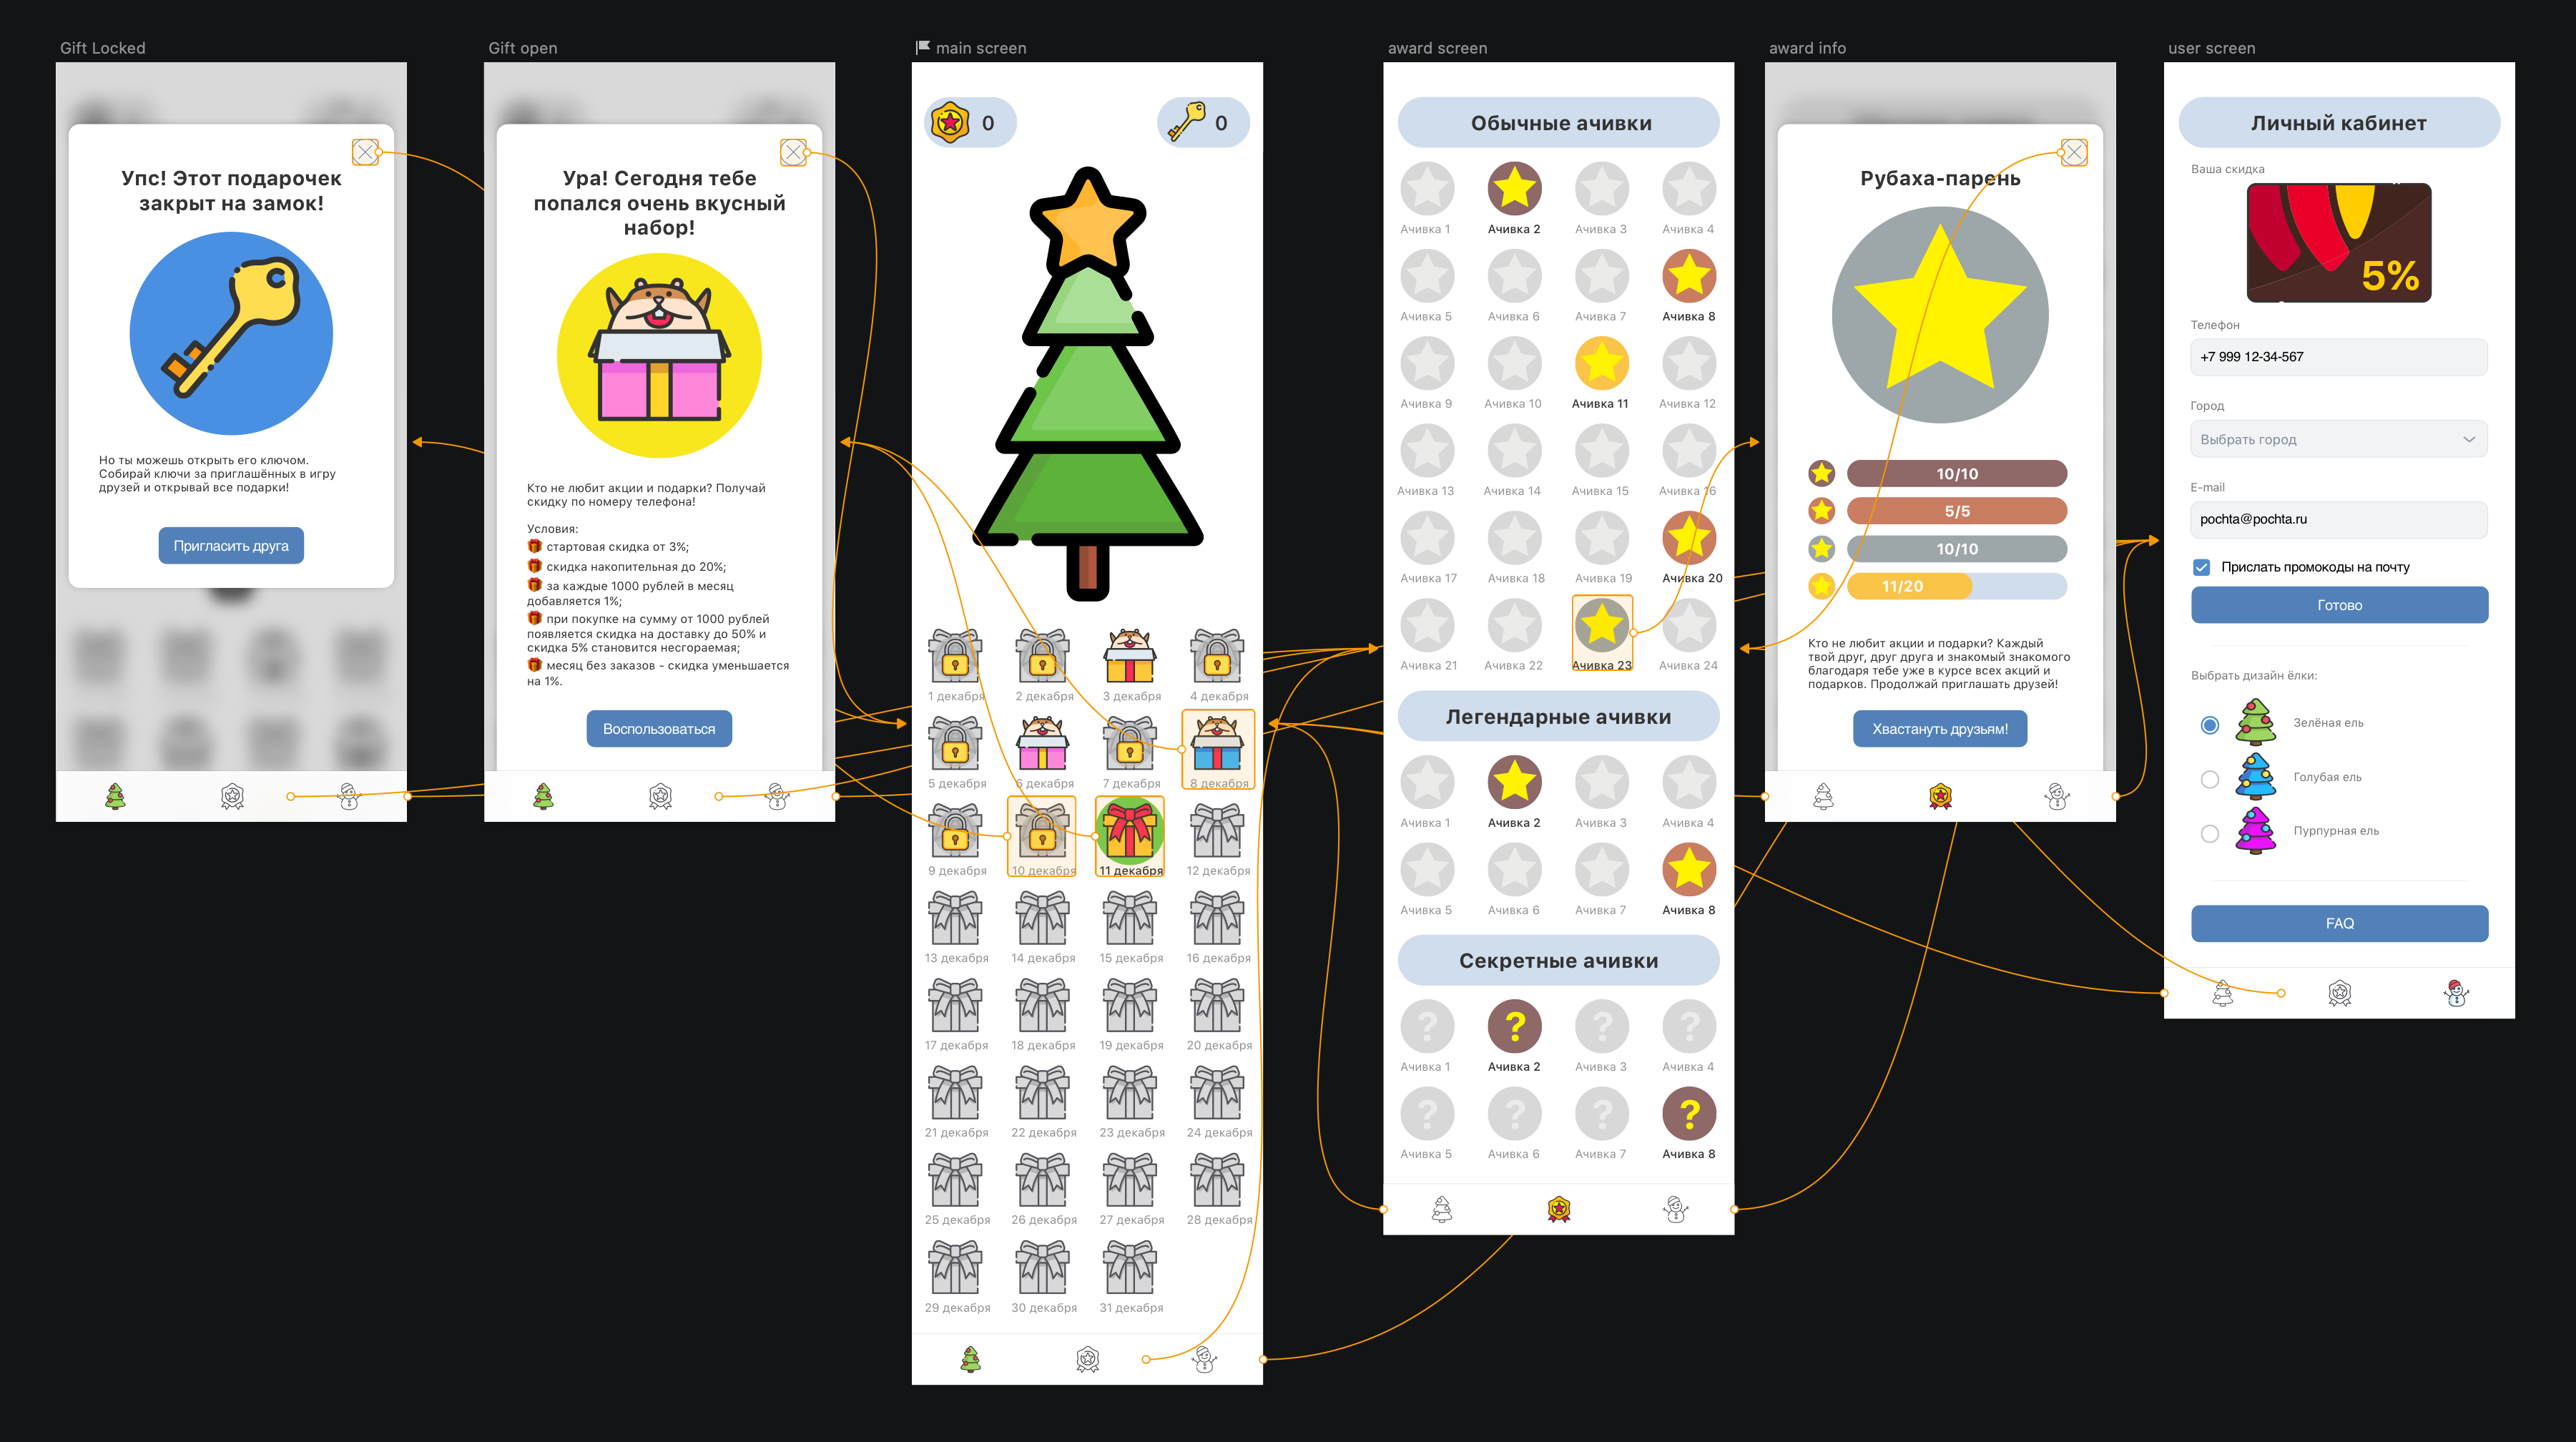 Gift Locked
Упс! Этот подарочек
закрыт на замок!
Но ты можешь открыть его ключом.
Собирай ключи за приглашённых в игру
друзей и открывай все подарки!
Пригласить друга
Gift open
Ура! Сегодня тебе
попался очень вкусный
набор!
Кто не любит акции и подарки? Получай
скидку по номеру телефона!
Условия:
стартовая скидка от 3%;
скидка накопительная до 20%;
за каждые 1000 рублей в месяц
добавляется 1%;
при покупке на сумму от 1000 рублей
появляется скидка на доставку до 50% и
скидка 5% становится несгораемая;
месяц без заказов - скидка уменьшается
на 1%.
Воспользоваться
main screen
0 0
1 декабря 2 декабря 3 декабря 4 декабря
5 декабря 6 декабря 7 декабря 8 декабря
9 декабря 10 декабря 11 декабря 12 декабря
13 декабря 14 декабря 15 декабря 16 декабря
17 декабря 18 декабря 19 декабря 20 декабря
21 декабря 22 декабря 23 декабря 24 декабря
25 декабря 26 декабря 27 декабря 28 декабря
29 декабря 30 декабря 31 декабря
award screen
Обычные ачивки
Ачивка 1 Ачивка 2 Ачивка 3 Ачивка 4
Ачивка 5 Ачивка 6 Ачивка 7 Ачивка 8
Ачивка 9 Ачивка 10 Ачивка 11 Ачивка 12
Ачивка 13 Ачивка 14 Ачивка 15 Ачивка 16
Ачивка 17 Ачивка 18 Ачивка 19 Ачивка 20
Ачивка 21 Ачивка 22 Ачивка 23 Ачивка 24
Легендарные ачивки
Ачивка 1 Ачивка 2 Ачивка 3 Ачивка 4
Ачивка 5 Ачивка 6 Ачивка 7 Ачивка 8
Секретные ачивки
? ? ? ?
Ачивка 1 Ачивка 2 Ачивка 3 Ачивка 4
? ? ? ?
Ачивка 5 Ачивка 6 Ачивка 7 Ачивка 8
award info
Рубаха-парень
10/10
5/5
10/10
11/20
Кто не любит акции и подарки? Каждый
твой друг, друг друга и знакомый знакомого
благодаря тебе уже в курсе всех акций и
подарков. Продолжай приглашать друзей!
Хвастануть друзьям!
user screen
Личный кабинет
Ваша скидка
5%
Телефон
+7 999 12-34-567
Город
Выбрать город
E-mail
pochta@pochta.ru
Прислать промокоды на почту
Готово
Выбрать дизайн ёлки:
Зелёная ель
Голубая ель
Пурпурная ель
FAQ